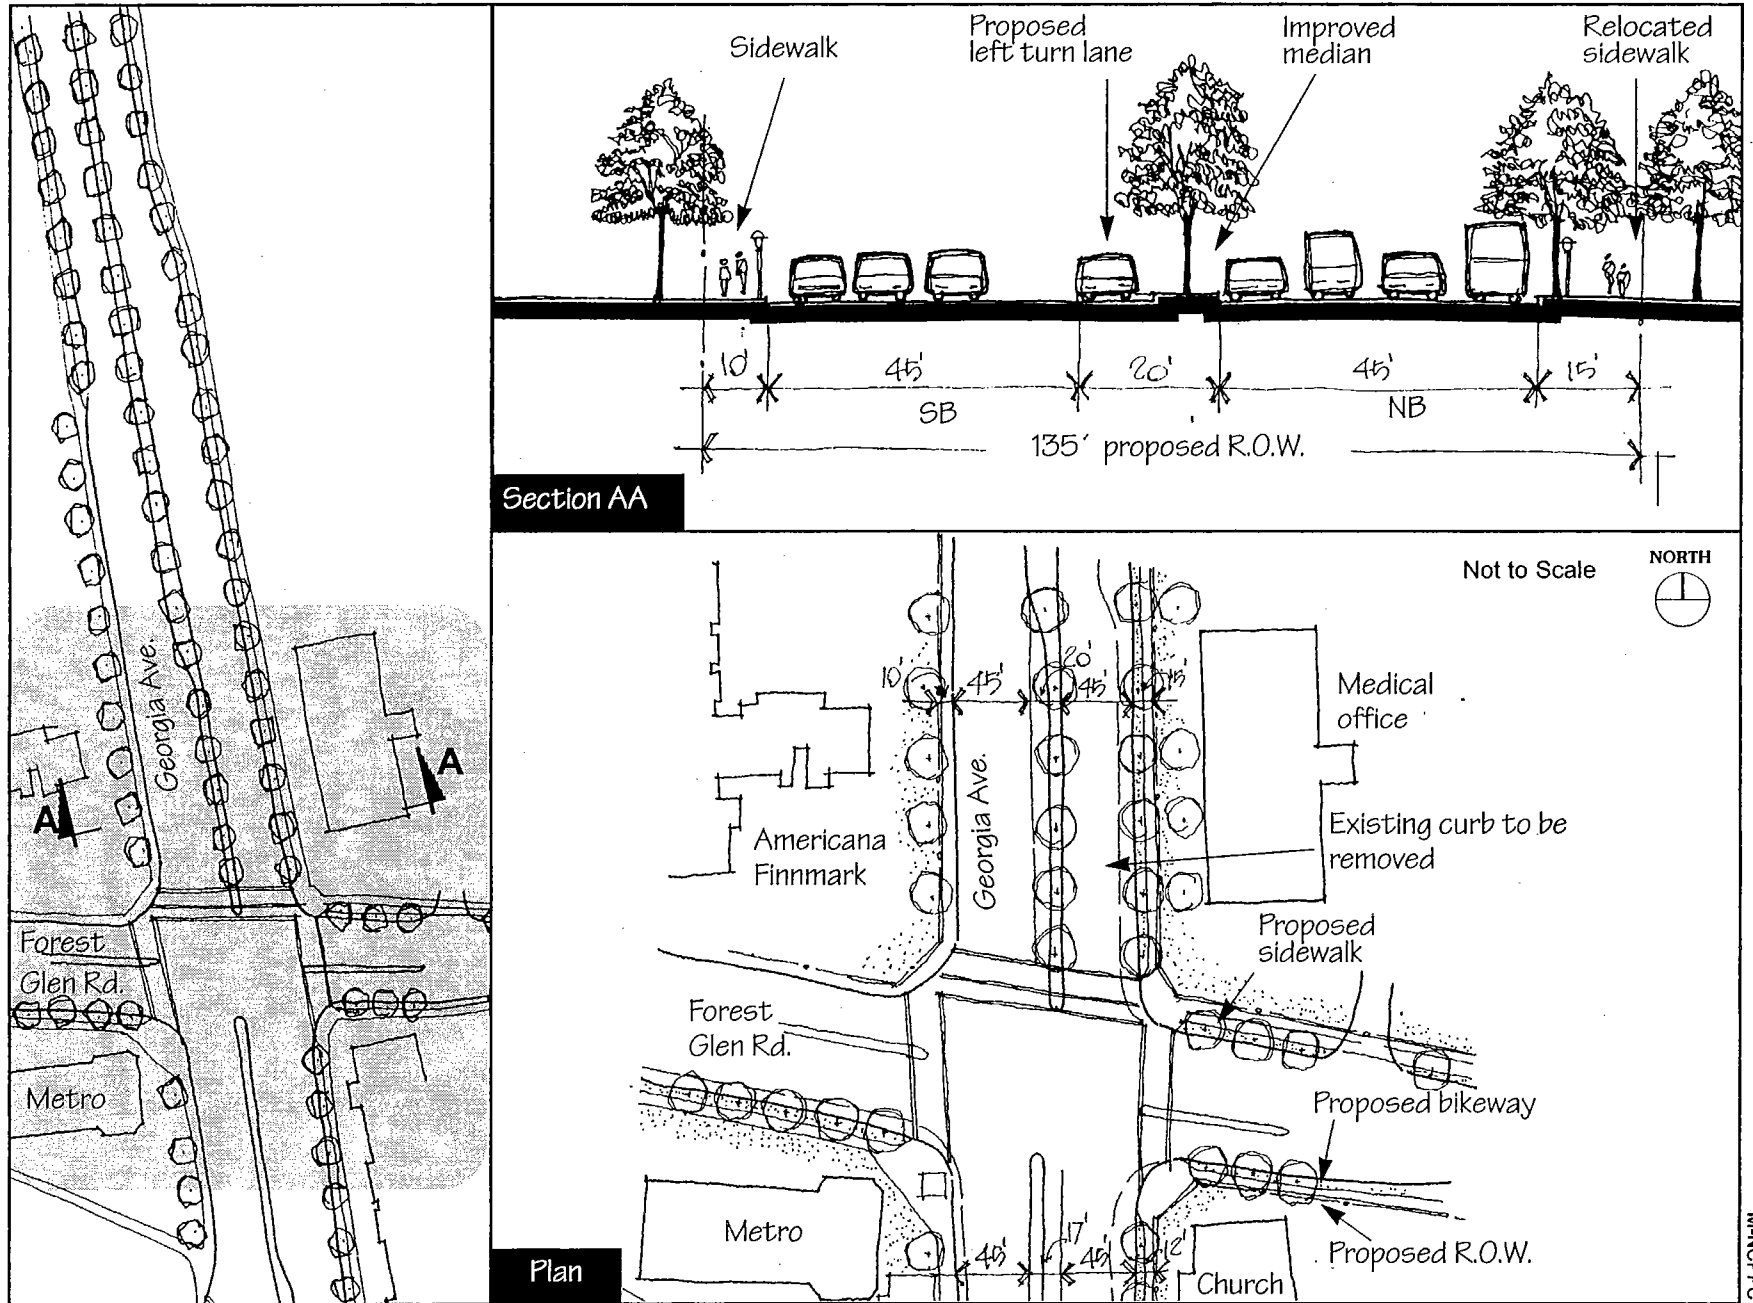 Georgia Ave.
A
A
Forest
Glen Rd.
Metro
Sidewalk
Proposed
left turn lane
Improved
median
Relocated
sidewalk
10'
45'
20'
45'
15'
SB
NB
135' proposed R.O.W.
Section AA
Not to Scale
NORTH
10'
45'
20'
45'
15'
Medical
office
Georgia Ave.
Americana
Finnmark
Existing curb to be
removed
Proposed
sidewalk
Forest
Glen Rd.
Proposed bikeway
Metro
45'
17'
45'
12'
Proposed R.O.W.
Church
Plan